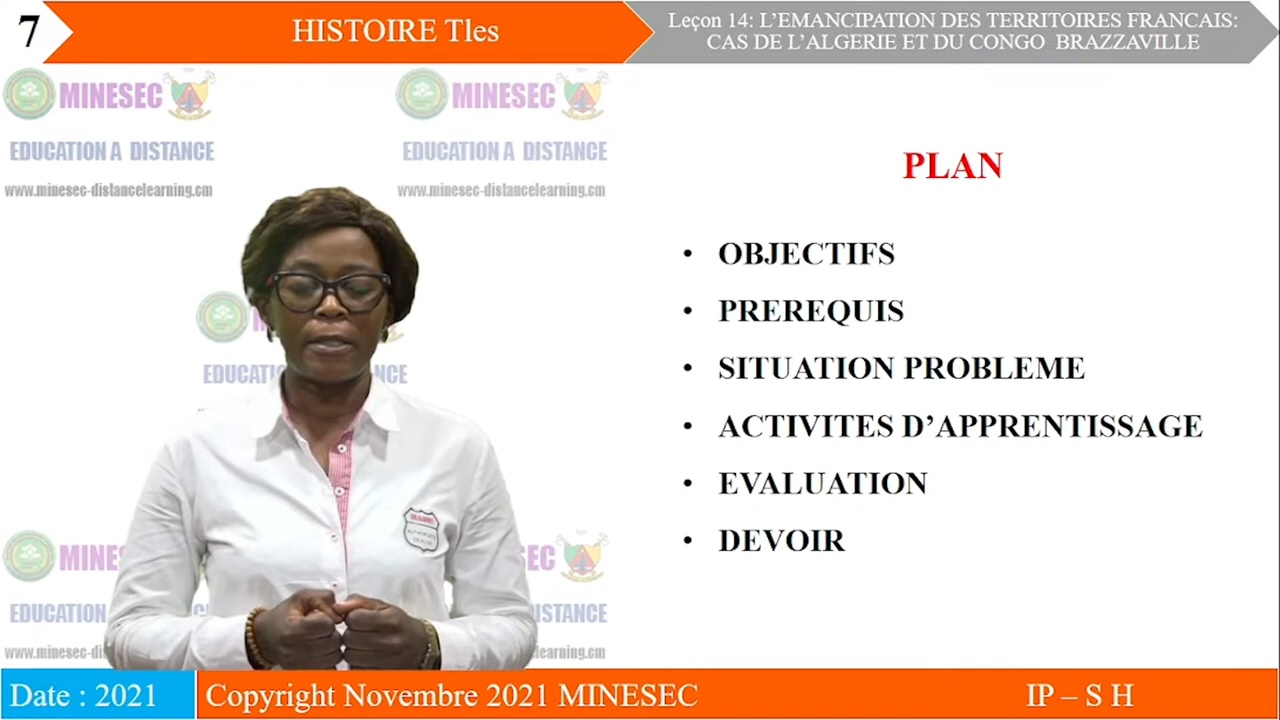 7
HISTOIRE Tles
Leçon 14: L’EMANCIPATION DES TERRITOIRES FRANCAIS:
CAS DE L’ALGERIE ET DU CONGO BRAZZAVILLE
MINESEC
EDUCATION A DISTANCE
www.minesec-distancelearning.cm
MINESEC
EDUCATION A DISTANCE
www.minesec-distancelearning.cm
PLAN
• OBJECTIFS
• PREREQUIS
• SITUATION PROBLEME
• ACTIVITES D’APPRENTISSAGE
• EVALUATION
• DEVOIR
Date : 2021
Copyright Novembre 2021 MINESEC
IP – S H